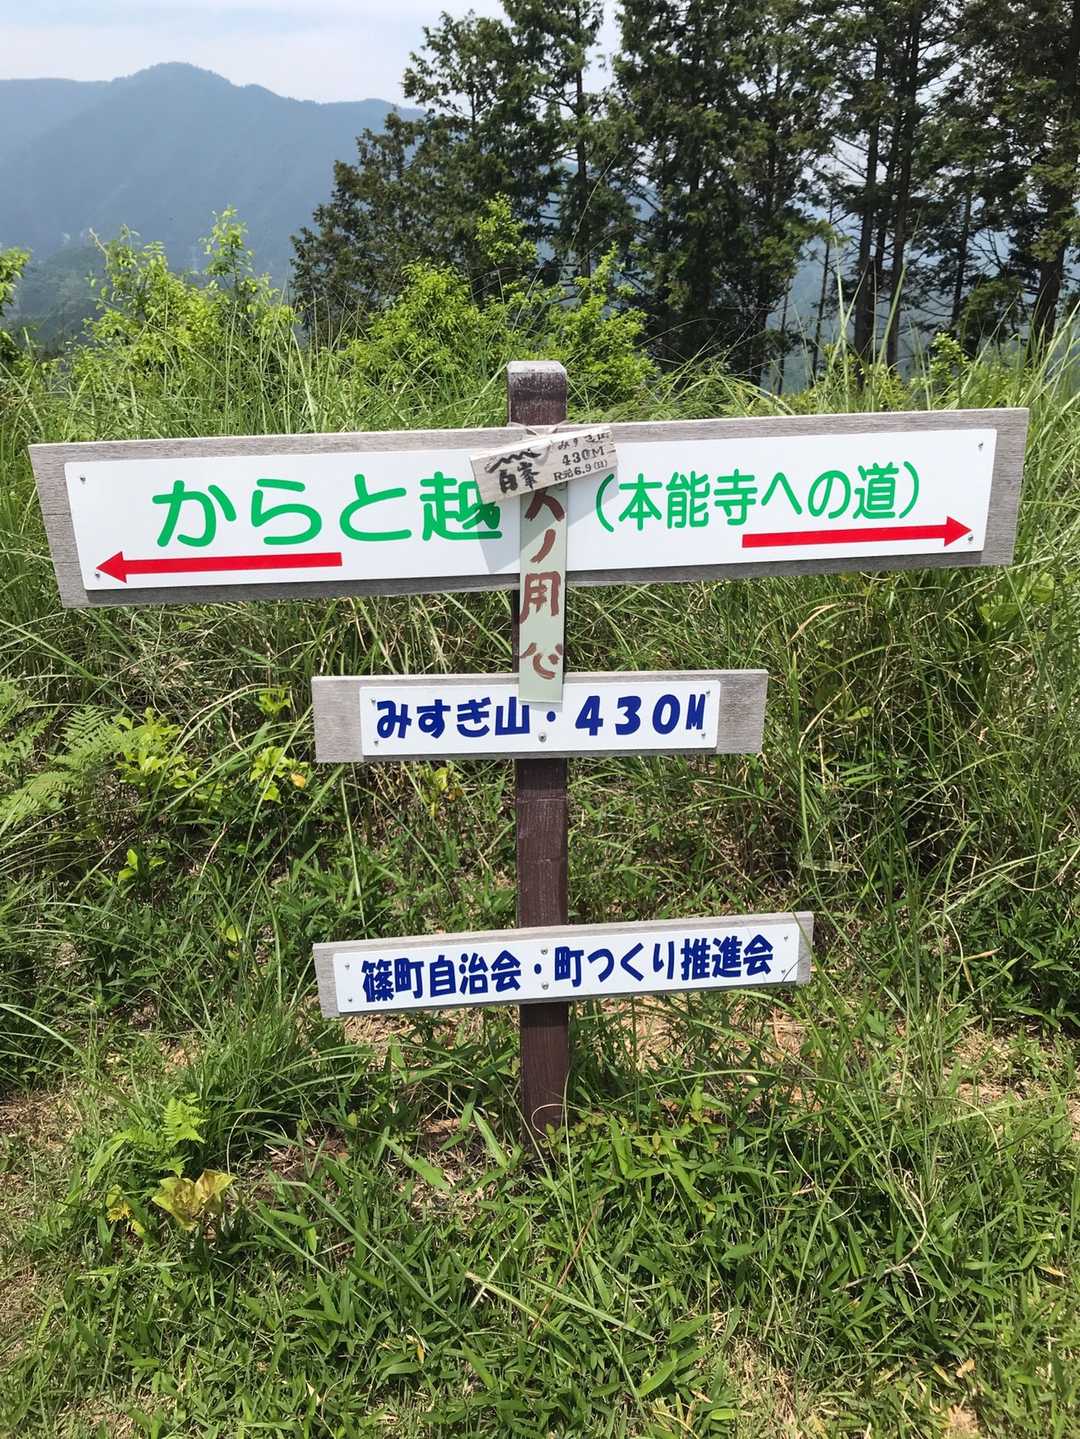 からと越
(本能寺への道)
みすぎ山
430M
R元6.9(日)
峯
火ノ用心
みすぎ山・430M
篠町自治会・町つくり推進会